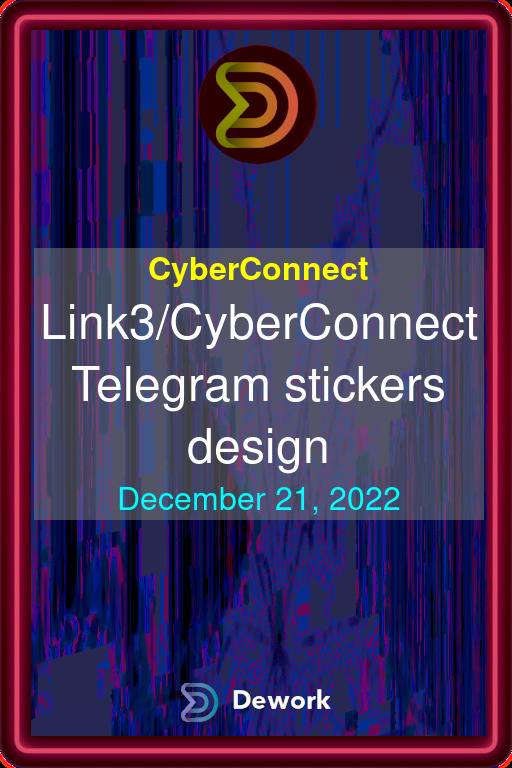 CyberConnect
Link3/CyberConnect
Telegram stickers
design
December 21, 2022
Dework